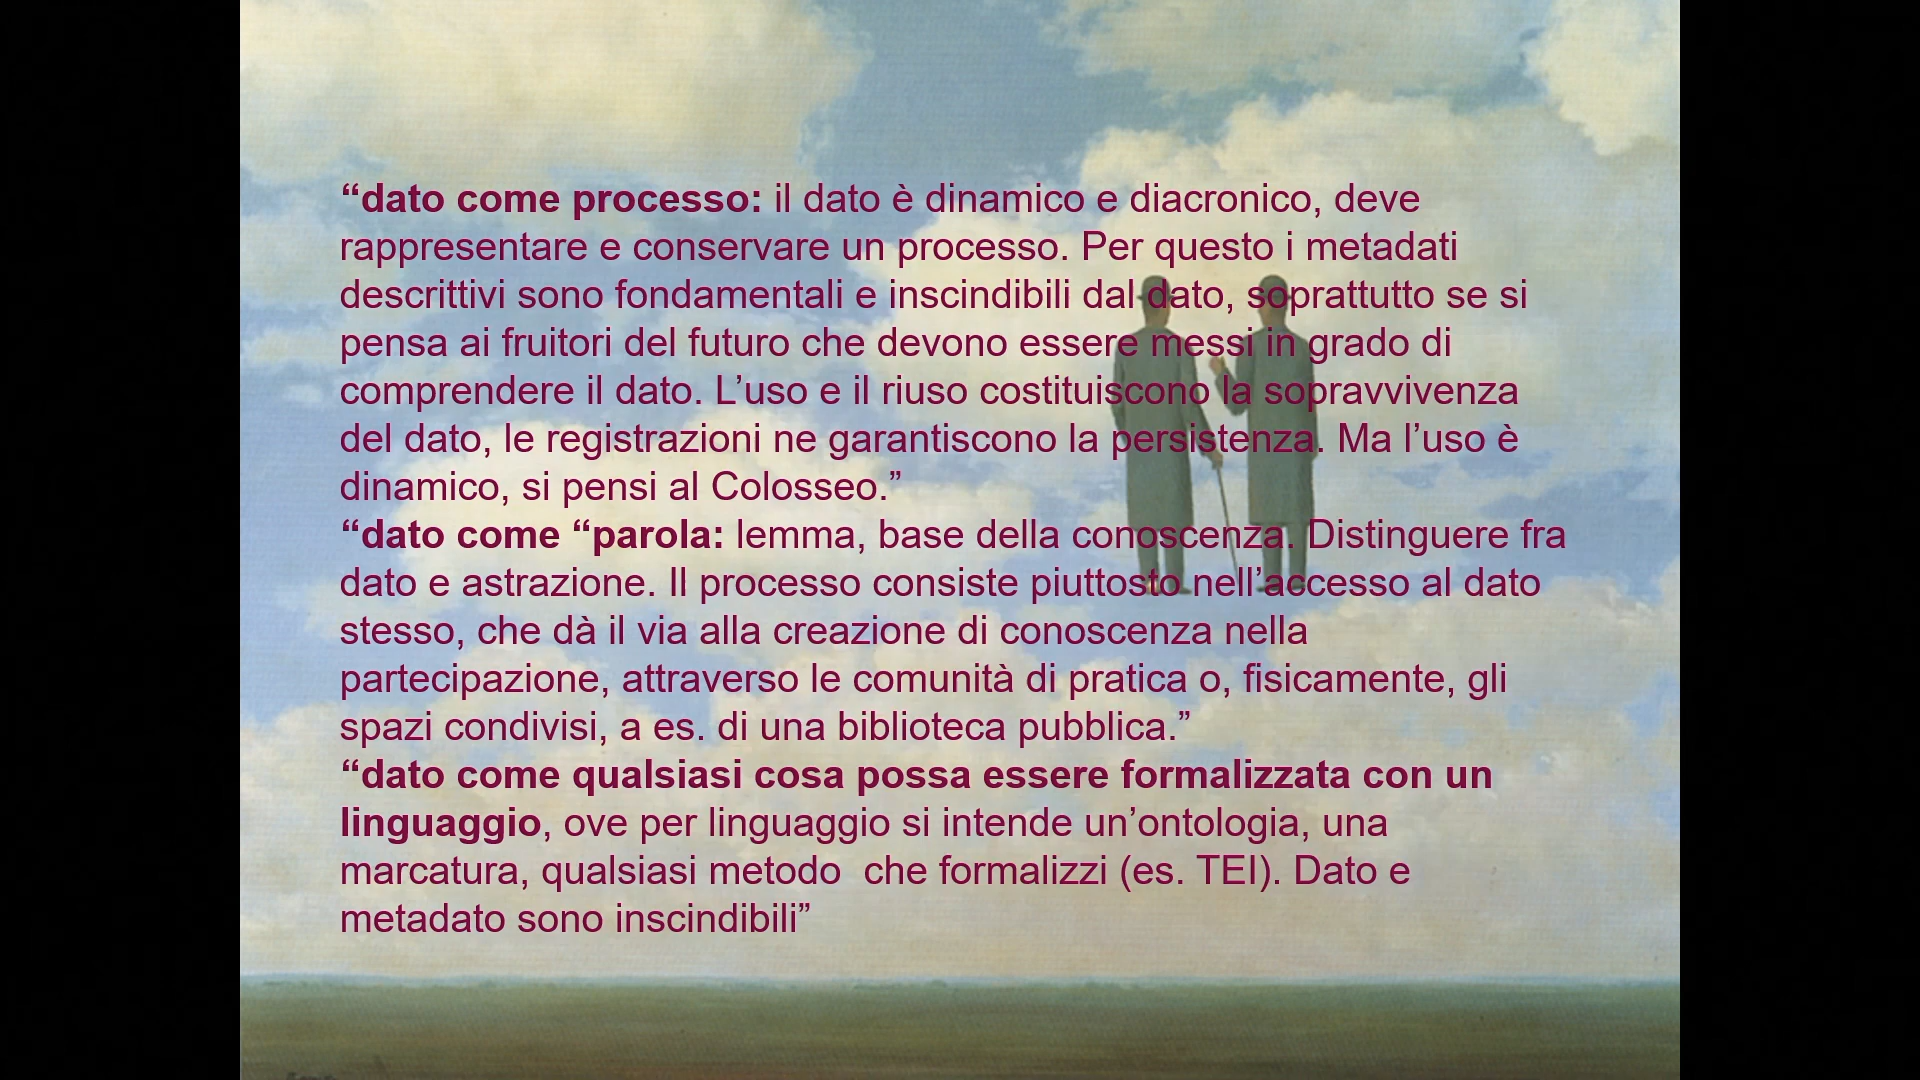 “dato come processo: il dato è dinamico e diacronico, deve
rappresentare e conservare un processo. Per questo i metadati
descrittivi sono fondamentali e inscindibili dal dato, soprattutto se si
pensa ai fruitori del futuro che devono essere messi in grado di
comprendere il dato. L’uso e il riuso costituiscono la sopravvivenza
del dato, le registrazioni ne garantiscono la persistenza. Ma l’uso è
dinamico, si pensi al Colosseo.”
“dato come “parola: lemma, base della conoscenza. Distinguere fra
dato e astrazione. Il processo consiste piuttosto nell’accesso al dato
stesso, che dà il via alla creazione di conoscenza nella
partecipazione, attraverso le comunità di pratica o, fisicamente, gli
spazi condivisi, a es. di una biblioteca pubblica.”
“dato come qualsiasi cosa possa essere formalizzata con un
linguaggio, ove per linguaggio si intende un’ontologia, una
marcatura, qualsiasi metodo  che formalizzi (es. TEI). Dato e
metadato sono inscindibili”